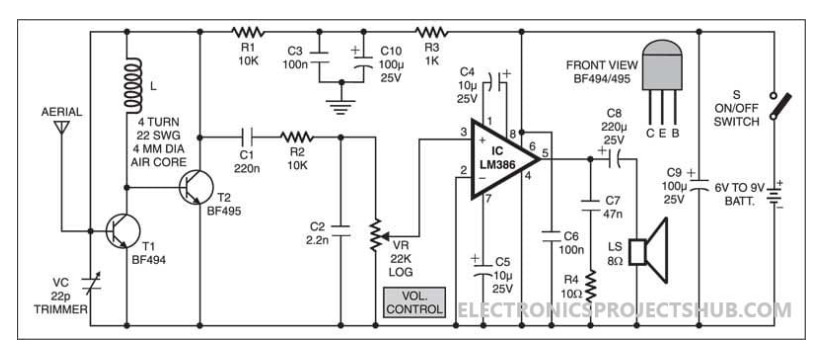 R1
10K
C3
100n
C10
100µ
25V
R3
1K
C4
10µ
25V
FRONT VIEW
BF494/495
C E B
S
ON/OFF
SWITCH
AERIAL
L
4 TURN
22 SWG
4 MM DIA
AIR CORE
C1
220n
R2
10K
3
1
8
6
5
2
7
4
+
–
IC
LM386
C8
220µ
25V
C9
100µ
25V
+
6V TO 9V
BATT.
T2
BF495
T1
BF494
C2
2.2n
VR
22K
LOG
C5
10µ
25V
C6
100n
C7
47n
LS
8Ω
R4
10Ω
VC
22p
TRIMMER
VOL.
CONTROL
ELECTRONICSPROJECTSHUB.COM